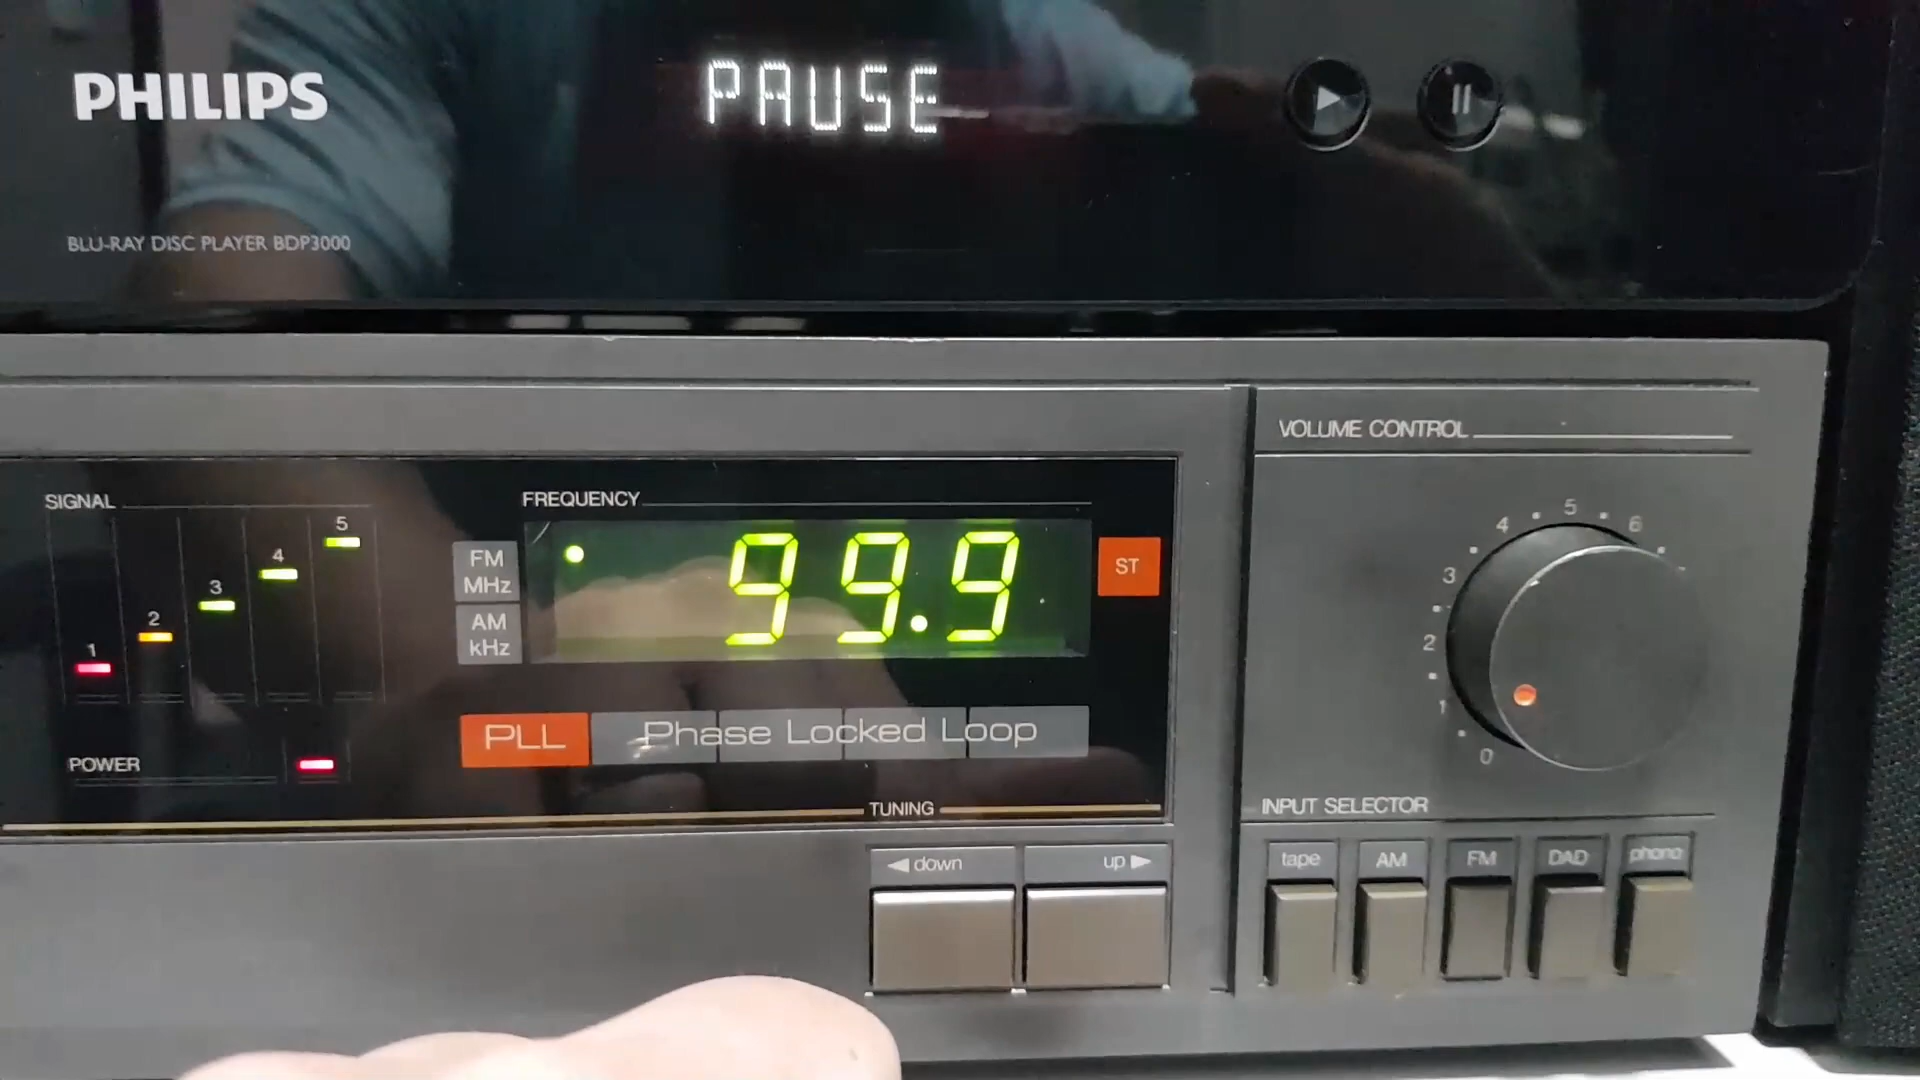 PHILIPS
PAUSE
BLU-RAY DISC PLAYER BDP3000
VOLUME CONTROL
SIGNAL
1
2
3
4
5
FREQUENCY
FM
MHz
AM
kHz
99.9
ST
0
1
2
3
4
5
6
POWER
PLL
Phase Locked Loop
TUNING
down
up
INPUT SELECTOR
tape
AM
FM
DAD
phono